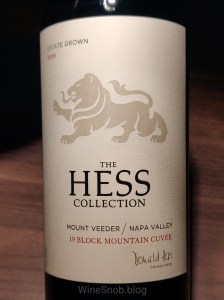 ESTATE GROWN
THE
HESS
COLLECTION
MOUNT VEEDER / NAPA VALLEY
19 BLOCK MOUNTAIN CUVÉE
WineSnob.blog